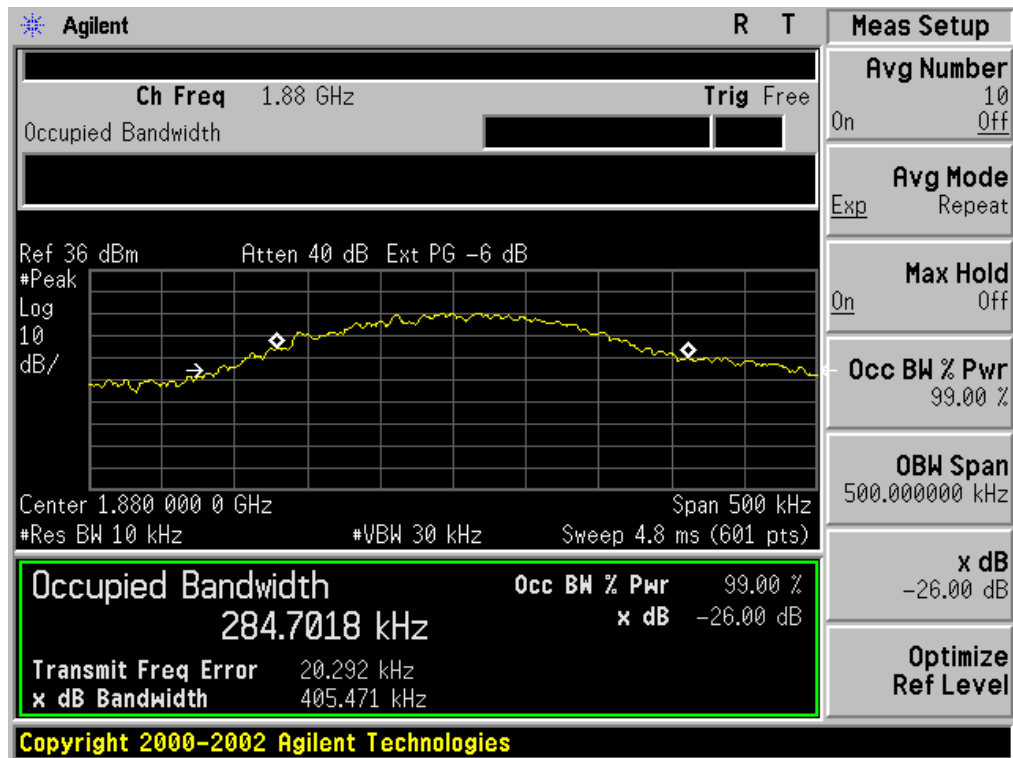 Agilent R T
Ch Freq 1.88 GHz Trig Free
Occupied Bandwidth
Ref 36 dBm Atten 40 dB Ext PG -6 dB
#Peak
Log
10
dB/
Center 1.880 000 0 GHz Span 500 kHz
#Res BW 10 kHz #VBW 30 kHz Sweep 4.8 ms (601 pts)
Occupied Bandwidth Occ BW % Pwr 99.00 %
284.7018 kHz x dB -26.00 dB
Transmit Freq Error 20.292 kHz
x dB Bandwidth 405.471 kHz
Copyright 2000-2002 Agilent Technologies
Meas Setup
Avg Number
10
On Off
Avg Mode
Exp Repeat
Max Hold
On Off
Occ BW % Pwr
99.00 %
OBW Span
500.000000 kHz
x dB
-26.00 dB
Optimize
Ref Level